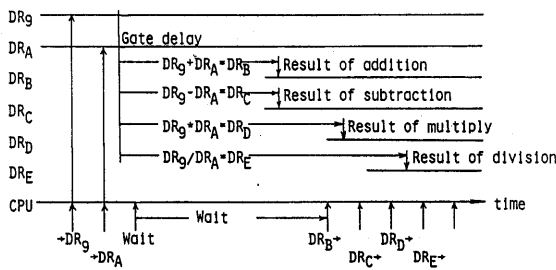 DR9
DRA Gate delay
DR9+DRA=DRB Result of addition
DRB
DR9-DRA=DRC Result of subtraction
DRC
DR9*DRA=DRD Result of multiply
DRD
DR9/DRA=DRE Result of division
DRE
CPU time
→DR9 Wait Wait DRB→ DRD→
→DRA DRC→ DRE→